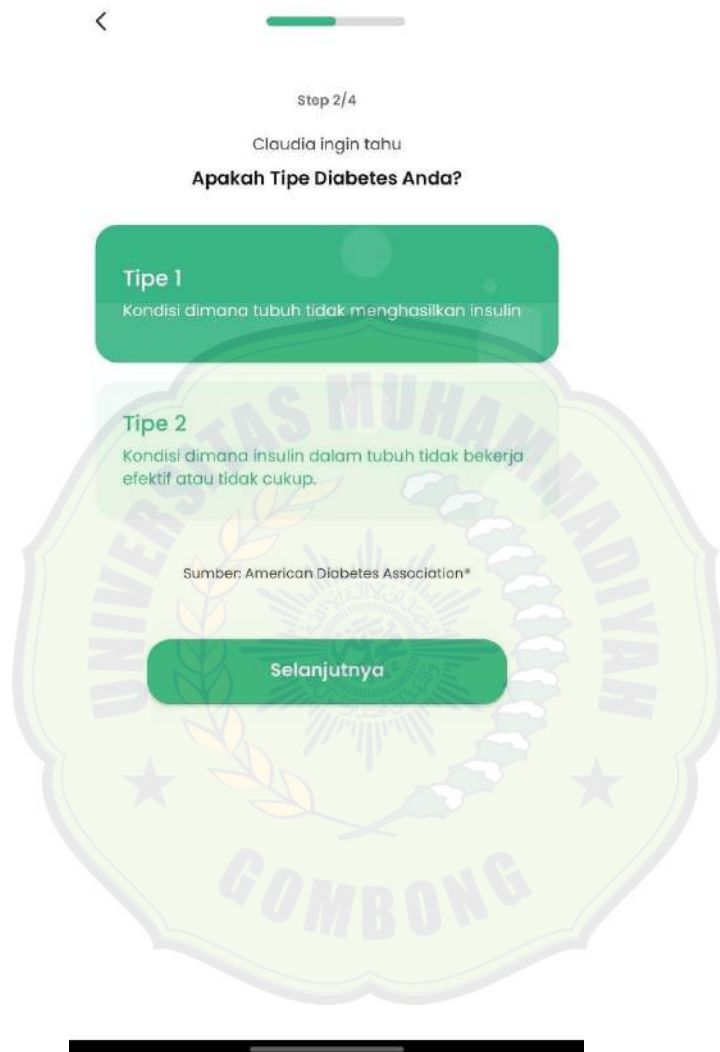 Step 2/4
Claudia ingin tahu
Apakah Tipe Diabetes Anda?
Tipe 1
Kondisi dimana tubuh tidak menghasilkan insulin
Tipe 2
Kondisi dimana insulin dalam tubuh tidak bekerja
efektif atau tidak cukup.
Sumber: American Diabetes Association*
Selanjutnya
UNIVERSITAS MUHAMMADIYAH
GOMBONG